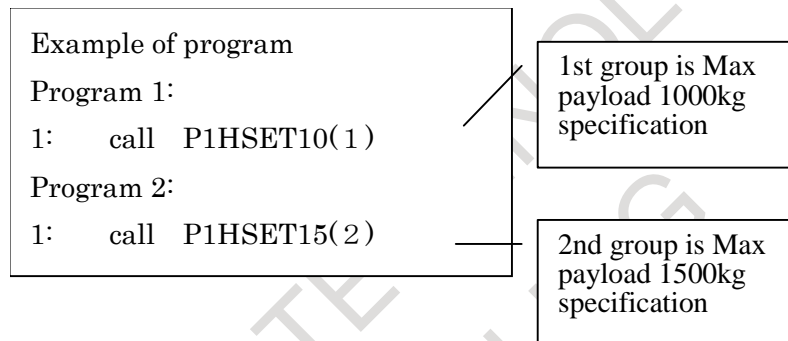 Example of program
Program 1:
1: call P1HSET10(1)
Program 2:
1: call P1HSET15(2)
1st group is Max
payload 1000kg
specification
2nd group is Max
payload 1500kg
specification